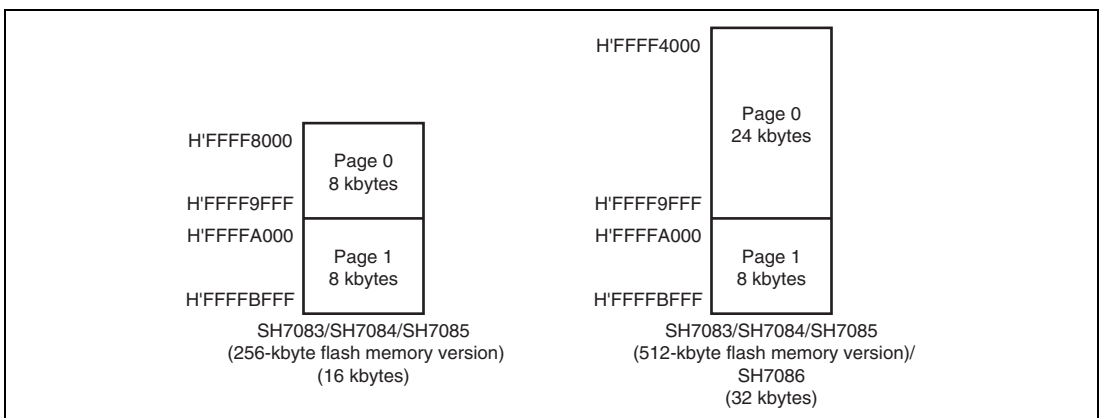 H'FFFF8000
Page 0
8 kbytes
H'FFFF9FFF
H'FFFFA000
Page 1
8 kbytes
H'FFFFBFFF
SH7083/SH7084/SH7085
(256-kbyte flash memory version)
(16 kbytes)
H'FFFF4000
Page 0
24 kbytes
H'FFFF9FFF
H'FFFFA000
Page 1
8 kbytes
H'FFFFBFFF
SH7083/SH7084/SH7085
(512-kbyte flash memory version)/
SH7086
(32 kbytes)